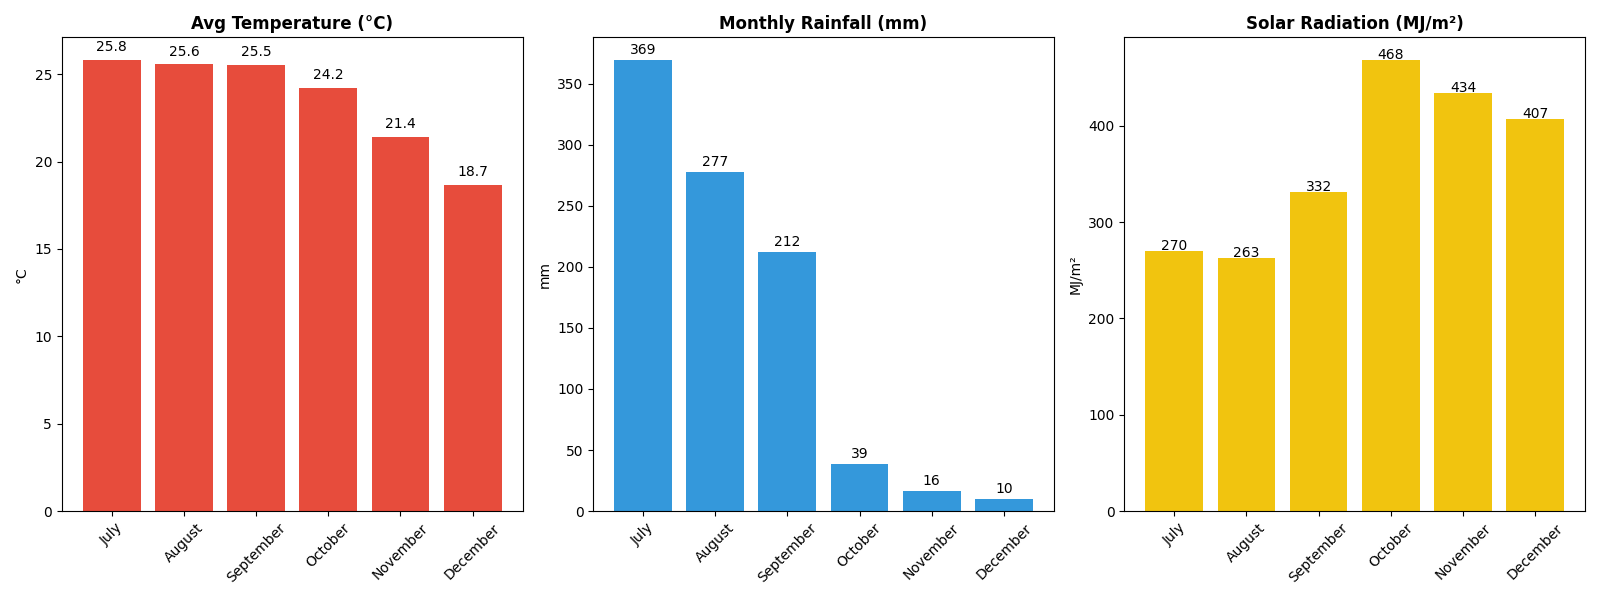 Avg Temperature (°C)
25.8
25.6
25.5
24.2
21.4
18.7
25
20
15
10
5
0
°C
July
August
September
October
November
December
Monthly Rainfall (mm)
369
277
212
39
16
10
350
300
250
200
150
100
50
0
mm
July
August
September
October
November
December
Solar Radiation (MJ/m²)
270
263
332
468
434
407
400
300
200
100
0
MJ/m²
July
August
September
October
November
December